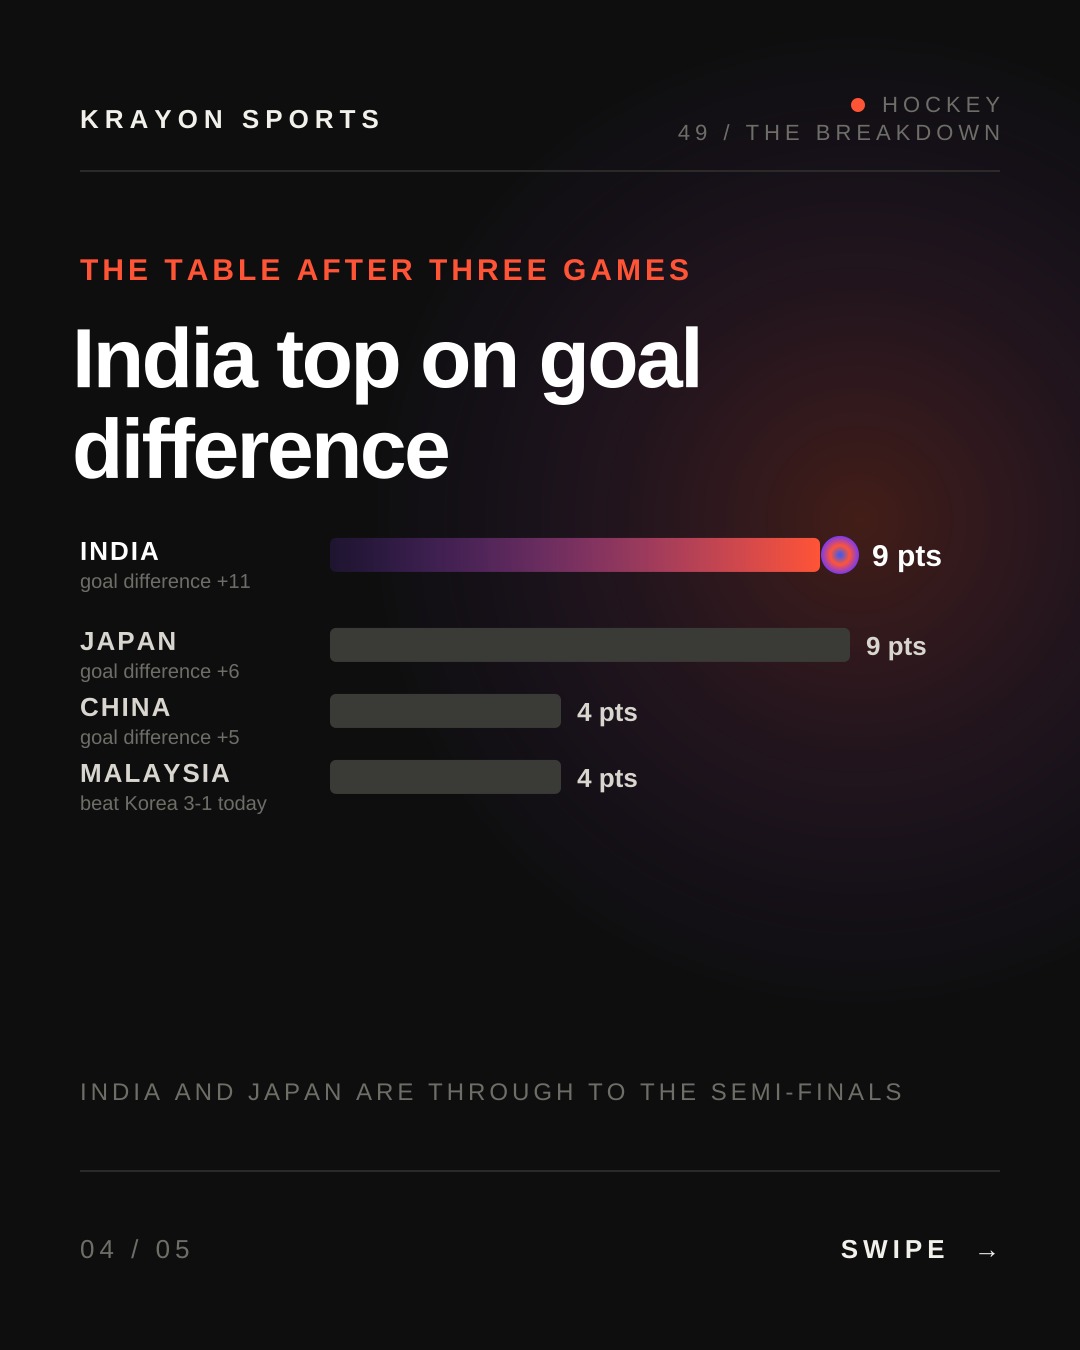 KRAYON SPORTS
HOCKEY
49 / THE BREAKDOWN
THE TABLE AFTER THREE GAMES
India top on goal
difference
INDIA
goal difference +11
9 pts
JAPAN
goal difference +6
9 pts
CHINA
goal difference +5
4 pts
MALAYSIA
beat Korea 3-1 today
4 pts
INDIA AND JAPAN ARE THROUGH TO THE SEMI-FINALS
04 / 05
SWIPE →